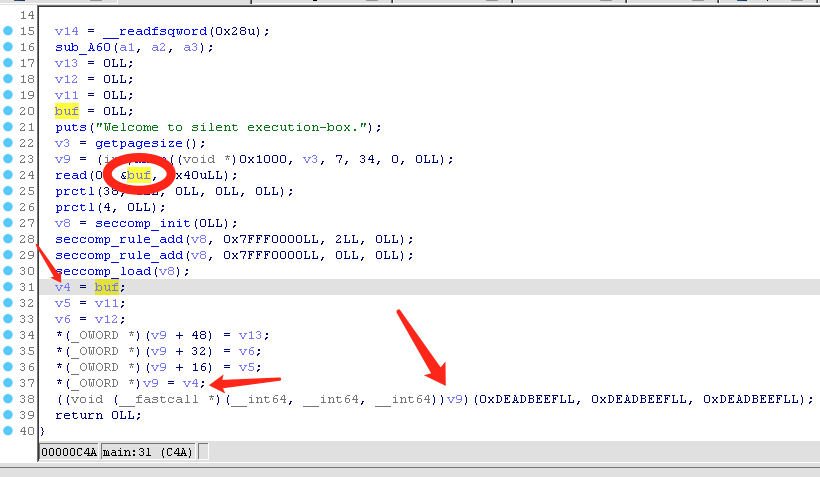 14
15 v14 = __readfsqword(0x28u);
16 sub_A60(a1, a2, a3);
17 v13 = 0LL;
18 v12 = 0LL;
19 v11 = 0LL;
20 buf = 0LL;
21 puts("Welcome to silent execution-box.");
22 v3 = getpagesize();
23 v9 = (i ((void *)0x1000, v3, 7, 34, 0, 0LL);
24 read(0 &buf, x40uLL);
25 prctl(38, 0LL, 0LL, 0LL);
26 prctl(4, 0LL);
27 v8 = seccomp_init(0LL);
28 seccomp_rule_add(v8, 0x7FFF0000LL, 2LL, 0LL);
29 seccomp_rule_add(v8, 0x7FFF0000LL, 0LL, 0LL);
30 seccomp_load(v8);
31 v4 = buf;
32 v5 = v11;
33 v6 = v12;
34 *(_OWORD *)(v9 + 48) = v13;
35 *(_OWORD *)(v9 + 32) = v6;
36 *(_OWORD *)(v9 + 16) = v5;
37 *(_OWORD *)v9 = v4;
38 ((void (__fastcall *)(__int64, __int64, __int64))v9)(0xDEADBEEFLL, 0xDEADBEEFLL, 0xDEADBEEFLL);
39 return 0LL;
40 }
00000C4A main:31 (C4A)